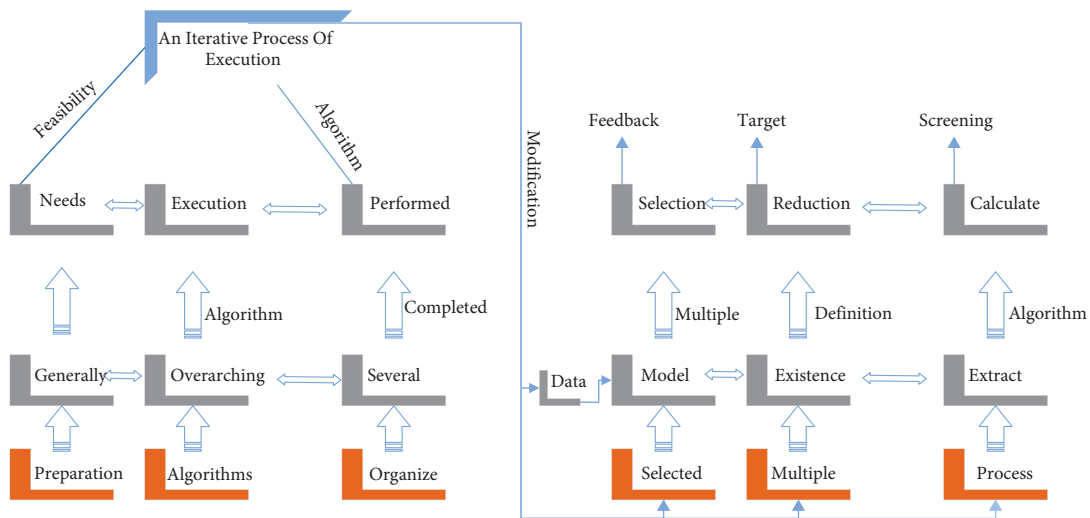 An Iterative Process Of
Execution
Feasibility
Algorithm
Modification
Feedback
Target
Screening
Needs
Execution
Performed
Selection
Reduction
Calculate
Algorithm
Completed
Multiple
Definition
Algorithm
Generally
Overarching
Several
Data
Model
Existence
Extract
Preparation
Algorithms
Organize
Selected
Multiple
Process